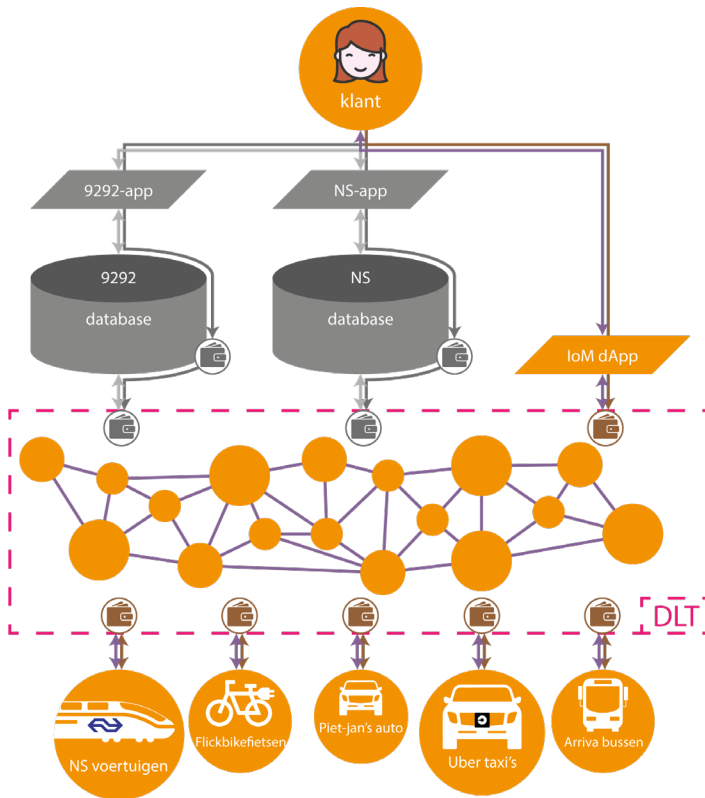 klant
9292-app
NS-app
9292
database
NS
database
IoM dApp
DLT
NS voertuigen
Flickbikefietsen
Piet-jan's auto
Uber taxi's
Arriva bussen